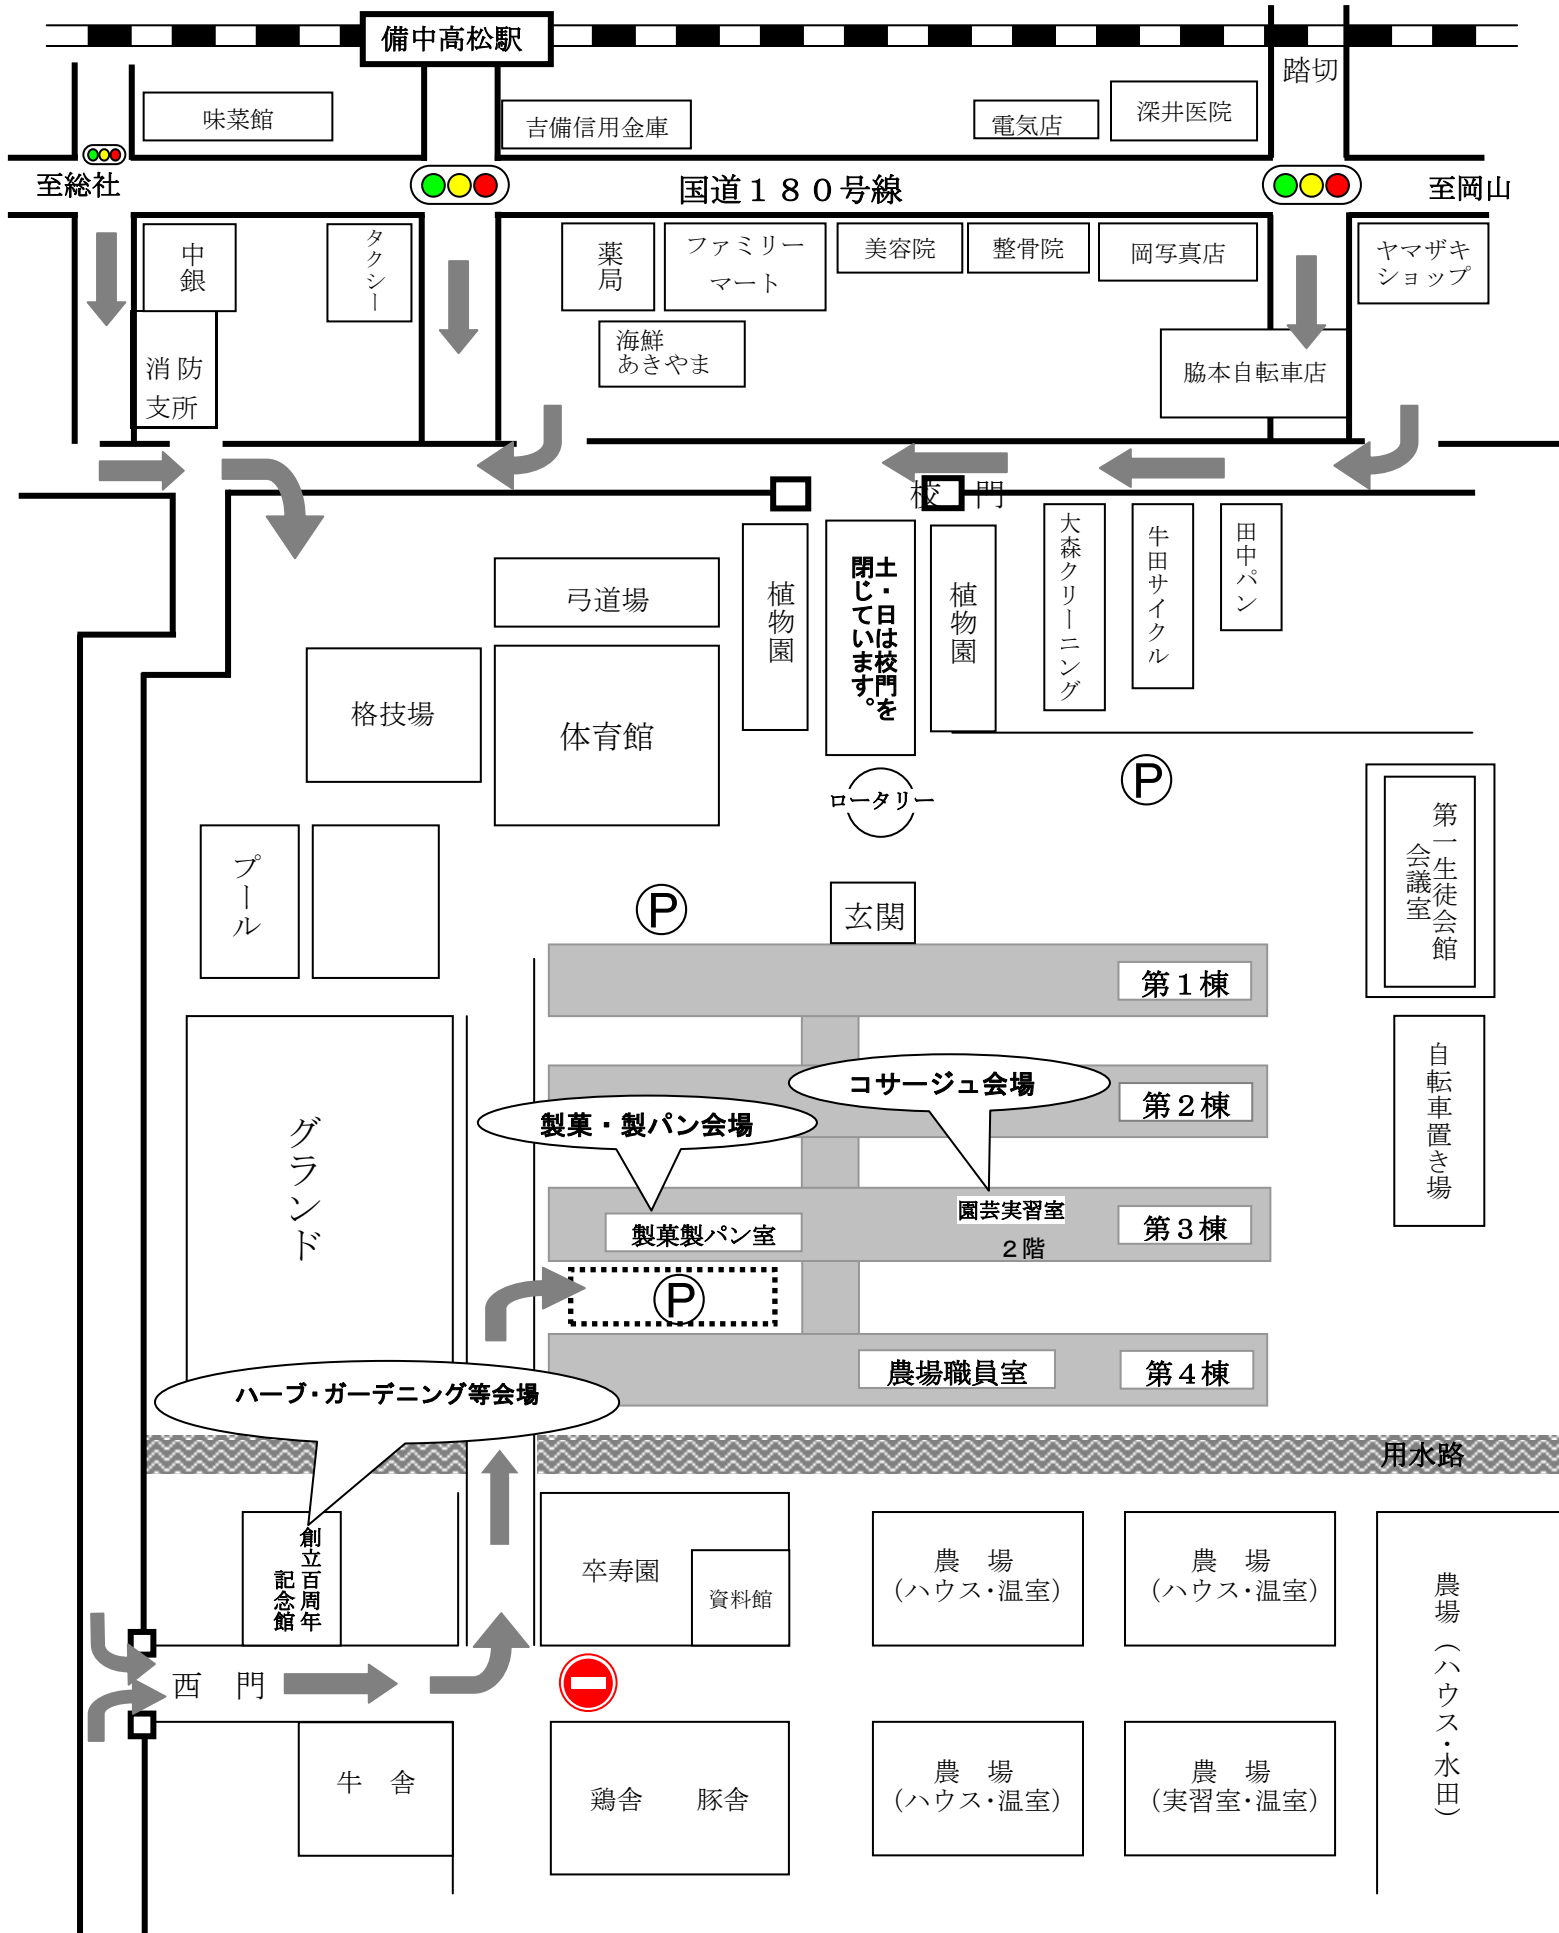 備中高松駅
踏切
味菜館
吉備信用金庫
電気店
深井医院
至総社
国道１８０号線
至岡山
中
銀
タクシー
薬局
ファミリー
マート
美容院
整骨院
岡写真店
ヤマザキ
ショップ
海鮮
あきやま
消防
支所
脇本自転車店
校　門
大森クリーニング
牛田サイクル
田中パン
弓道場
植物園
土・日は校門を
閉じています。
植物園
格技場
体育館
P
ロータリー
第一生徒会館
会議室
プール
P
玄関
第１棟
自転車置き場
グランド
コサージュ会場
第２棟
製菓・製パン会場
園芸実習室
２階
第３棟
製菓製パン室
P
農場職員室
第４棟
ハーブ・ガーデニング等会場
用水路
創立百周年
記念館
卒寿園
資料館
農　場
（ハウス・温室）
農　場
（ハウス・温室）
農場（ハウス・水田）
西　門
牛　舎
鶏舎　　豚舎
農　場
（ハウス・温室）
農　場
（実習室・温室）